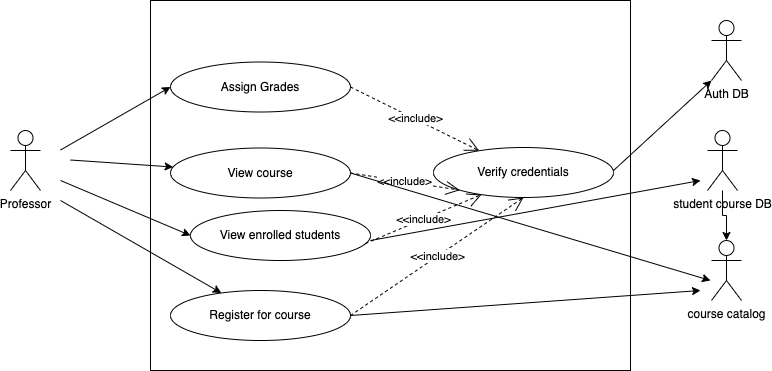 Assign Grades
Auth DB
<<include>>
View course
Verify credentials
<<include>>
Professor
student course DB
<<include>>
View enrolled students
<<include>>
Register for course
course catalog